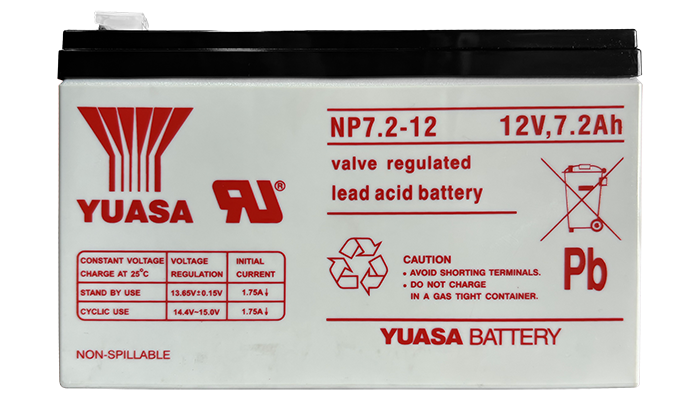 YUASA
RU®
NP7.2-12 12V,7.2Ah
valve regulated
lead acid battery
CONSTANT VOLTAGE CHARGE AT 25°C VOLTAGE REGULATION INITIAL CURRENT
STAND BY USE 13.65V±0.15V 1.75A↓
CYCLIC USE 14.4V~15.0V 1.75A↓
NON-SPILLABLE
CAUTION
• AVOID SHORTING TERMINALS.
• DO NOT CHARGE
IN A GAS TIGHT CONTAINER.
Pb
YUASA BATTERY